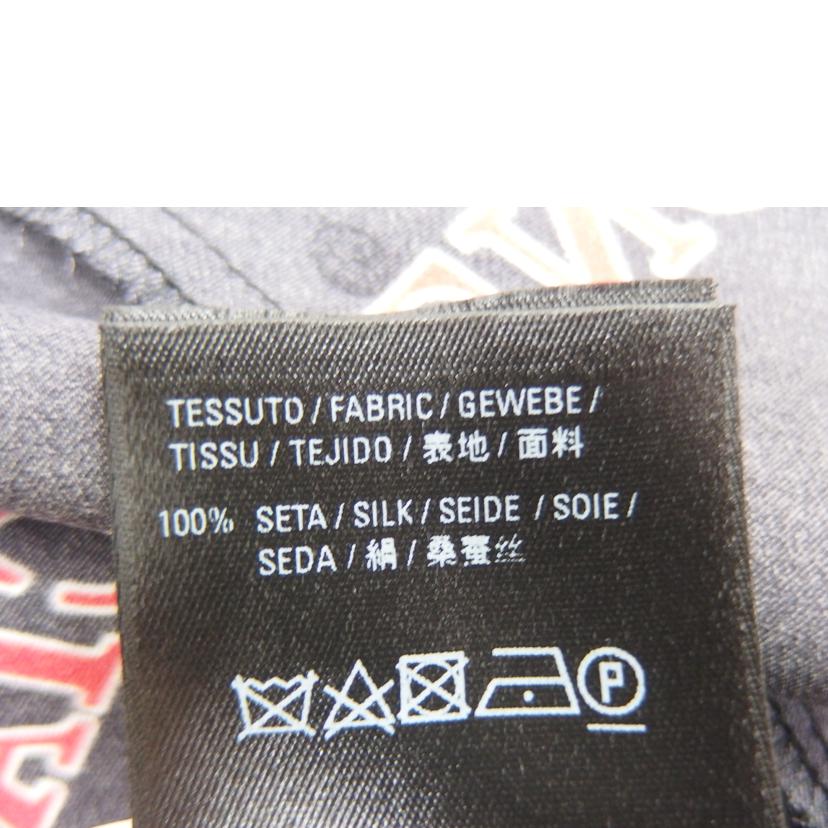 TESSUTO / FABRIC / GEWEBE /
TISSU / TEJIDO / 表地 / 面料
100% SETA / SILK / SEIDE / SOIE /
SEDA / 絹 / 桑蚕丝
P